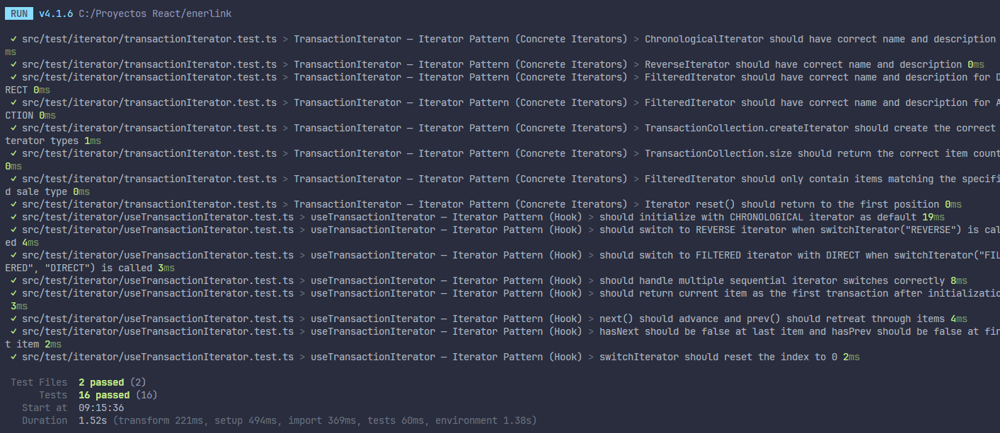 RUN v4.1.6 C:/Proyectos React/enerlink
✓ src/test/iterator/transactionIterator.test.ts > TransactionIterator — Iterator Pattern (Concrete Iterators) > ChronologicalIterator should have correct name and description
ms
✓ src/test/iterator/transactionIterator.test.ts > TransactionIterator — Iterator Pattern (Concrete Iterators) > ReverseIterator should have correct name and description 0ms
✓ src/test/iterator/transactionIterator.test.ts > TransactionIterator — Iterator Pattern (Concrete Iterators) > FilteredIterator should have correct name and description for D
RECT 0ms
✓ src/test/iterator/transactionIterator.test.ts > TransactionIterator — Iterator Pattern (Concrete Iterators) > FilteredIterator should have correct name and description for A
CTION 0ms
✓ src/test/iterator/transactionIterator.test.ts > TransactionIterator — Iterator Pattern (Concrete Iterators) > TransactionCollection.createIterator should create the correct
terator types 1ms
✓ src/test/iterator/transactionIterator.test.ts > TransactionIterator — Iterator Pattern (Concrete Iterators) > TransactionCollection.size should return the correct item count
0ms
✓ src/test/iterator/transactionIterator.test.ts > TransactionIterator — Iterator Pattern (Concrete Iterators) > FilteredIterator should only contain items matching the specifi
d sale type 0ms
✓ src/test/iterator/transactionIterator.test.ts > TransactionIterator — Iterator Pattern (Concrete Iterators) > Iterator reset() should return to the first position 0ms
✓ src/test/iterator/useTransactionIterator.test.ts > useTransactionIterator — Iterator Pattern (Hook) > should initialize with CHRONOLOGICAL iterator as default 19ms
✓ src/test/iterator/useTransactionIterator.test.ts > useTransactionIterator — Iterator Pattern (Hook) > should switch to REVERSE iterator when switchIterator("REVERSE") is cal
ed 4ms
✓ src/test/iterator/useTransactionIterator.test.ts > useTransactionIterator — Iterator Pattern (Hook) > should switch to FILTERED iterator with DIRECT when switchIterator("FIL
ERED", "DIRECT") is called 3ms
✓ src/test/iterator/useTransactionIterator.test.ts > useTransactionIterator — Iterator Pattern (Hook) > should handle multiple sequential iterator switches correctly 8ms
✓ src/test/iterator/useTransactionIterator.test.ts > useTransactionIterator — Iterator Pattern (Hook) > should return current item as the first transaction after initializatio
3ms
✓ src/test/iterator/useTransactionIterator.test.ts > useTransactionIterator — Iterator Pattern (Hook) > next() should advance and prev() should retreat through items 4ms
✓ src/test/iterator/useTransactionIterator.test.ts > useTransactionIterator — Iterator Pattern (Hook) > hasNext should be false at last item and hasPrev should be false at fir
t item 2ms
✓ src/test/iterator/useTransactionIterator.test.ts > useTransactionIterator — Iterator Pattern (Hook) > switchIterator should reset the index to 0 2ms
Test Files 2 passed (2)
Tests 16 passed (16)
Start at 09:15:36
Duration 1.52s (transform 221ms, setup 494ms, import 369ms, tests 60ms, environment 1.38s)